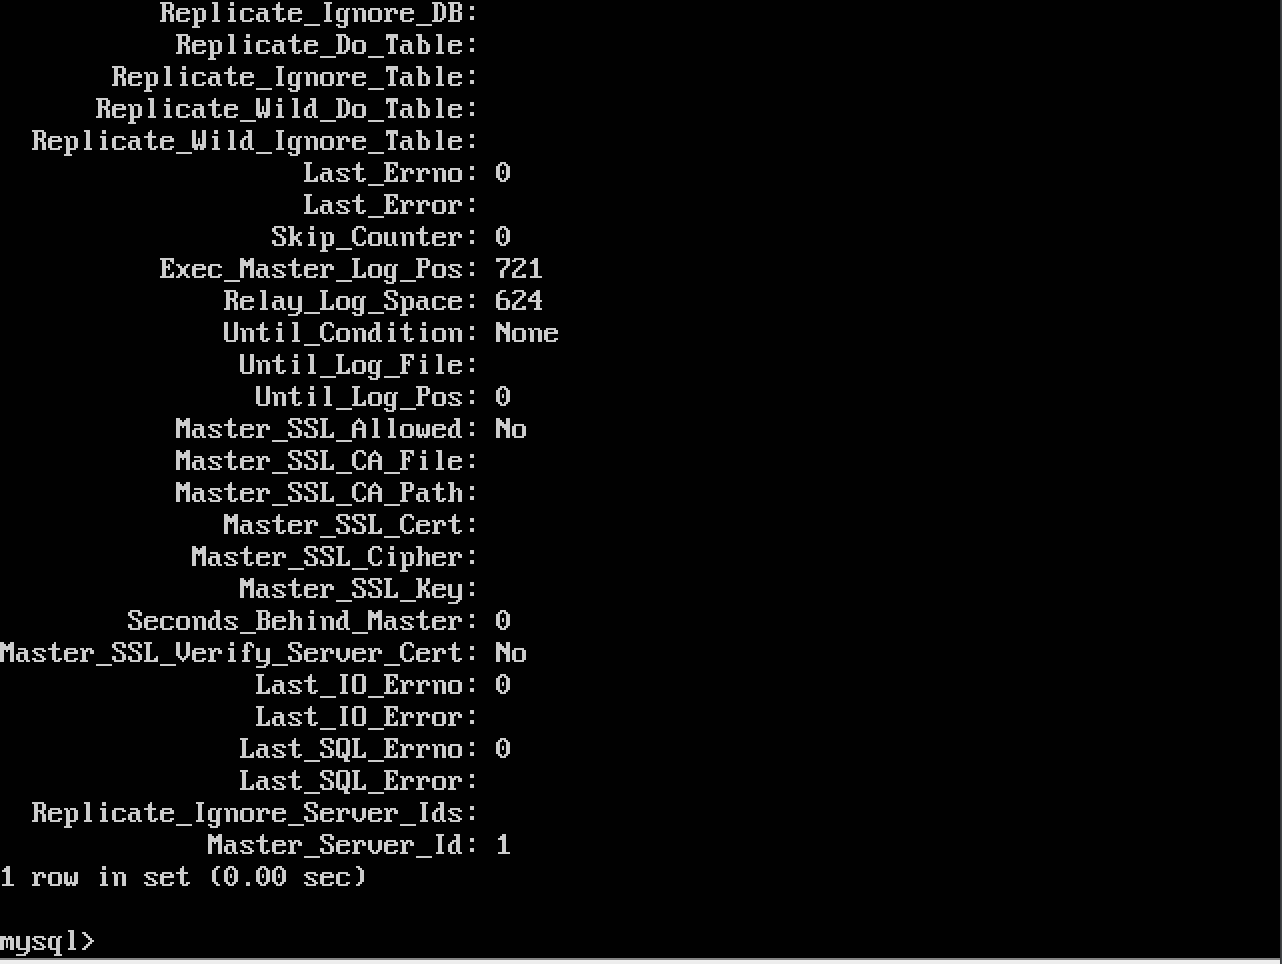 Replicate_Ignore_DB:
Replicate_Do_Table:
Replicate_Ignore_Table:
Replicate_Wild_Do_Table:
Replicate_Wild_Ignore_Table:
Last_Errno: 0
Last_Error:
Skip_Counter: 0
Exec_Master_Log_Pos: 721
Relay_Log_Space: 624
Until_Condition: None
Until_Log_File:
Until_Log_Pos: 0
Master_SSL_Allowed: No
Master_SSL_CA_File:
Master_SSL_CA_Path:
Master_SSL_Cert:
Master_SSL_Cipher:
Master_SSL_Key:
Seconds_Behind_Master: 0
Master_SSL_Verify_Server_Cert: No
Last_IO_Errno: 0
Last_IO_Error:
Last_SQL_Errno: 0
Last_SQL_Error:
Replicate_Ignore_Server_Ids:
Master_Server_Id: 1
1 row in set (0.00 sec)
mysql>